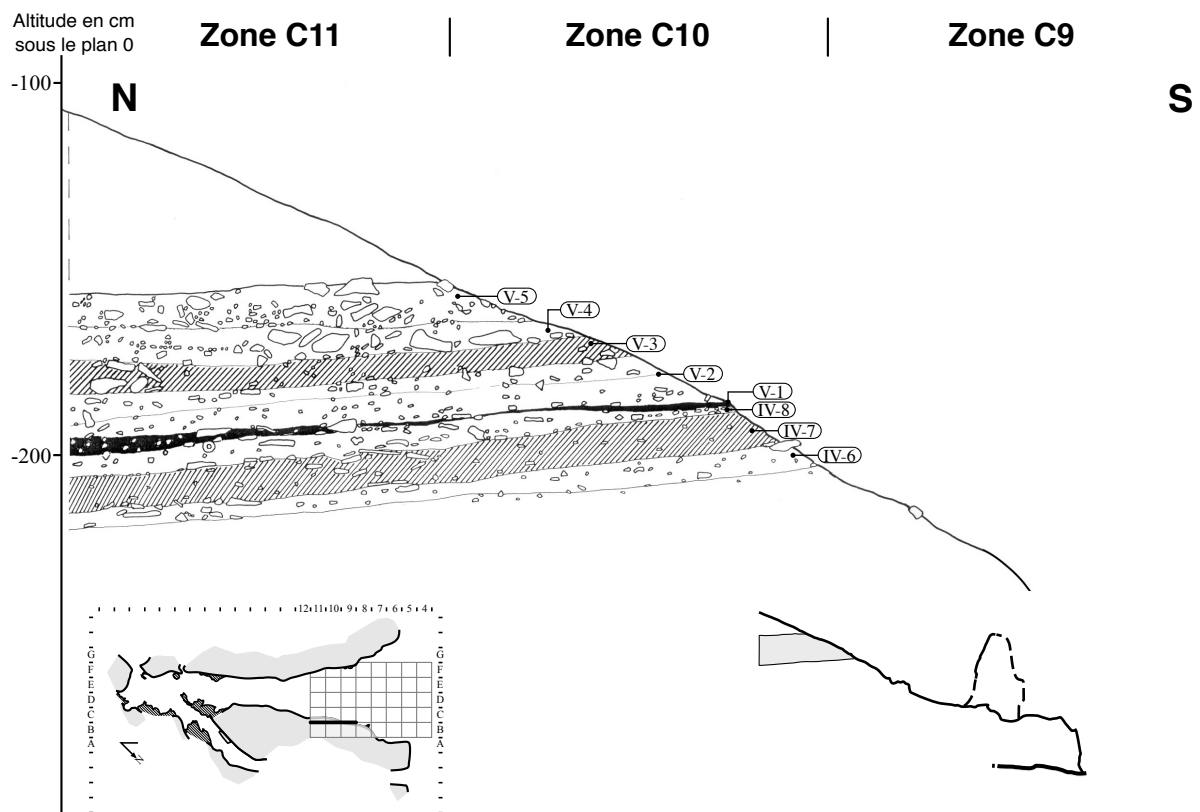 Altitude en cm
sous le plan 0
Zone C11
Zone C10
Zone C9
-100
N
S
V-5
V-4
V-3
V-2
V-1
IV-8
IV-7
-200
IV-6
12 11 10 9 8 7 6 5 4
G
F
E
D
C
B
A
G
F
E
D
C
B
A
N